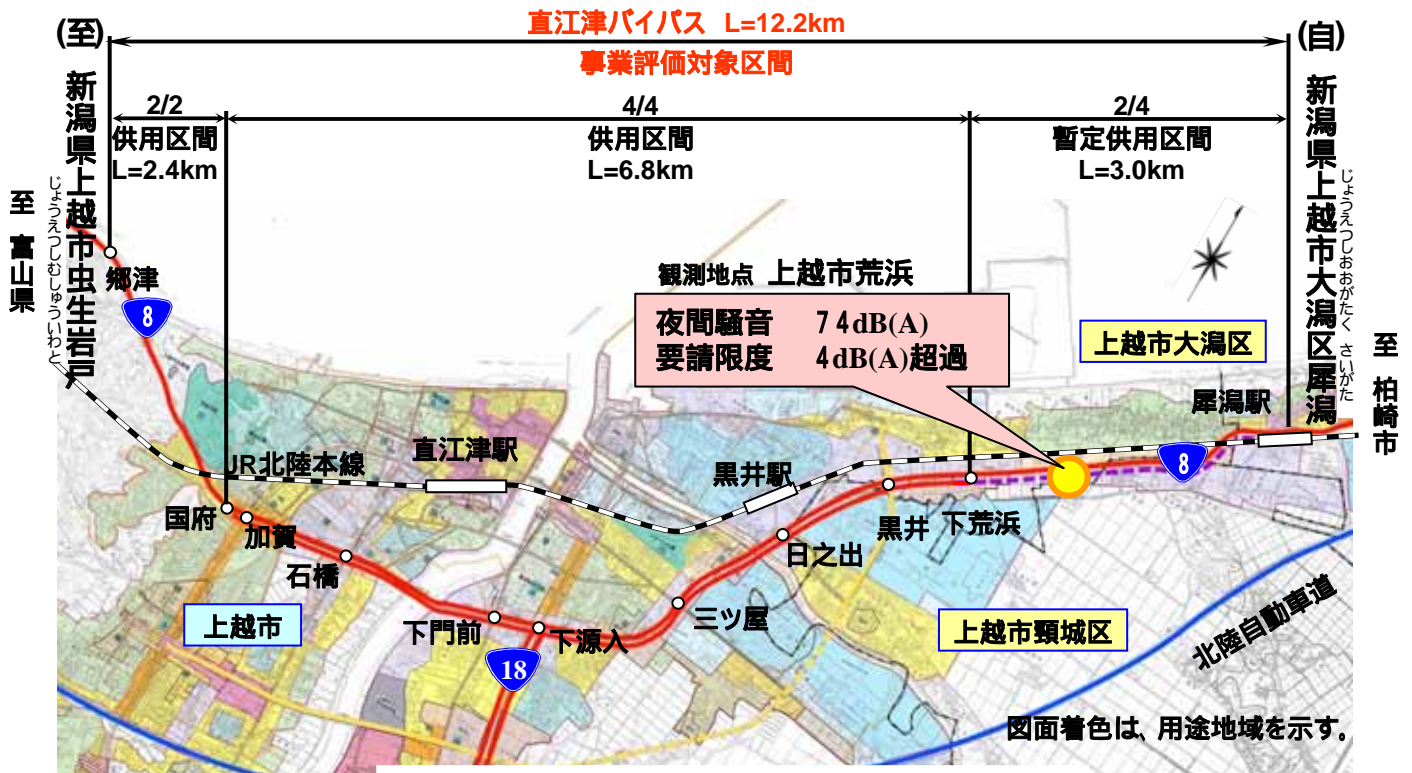 直江津バイパス L=12.2km
事業評価対象区間
(至)
(自)
新潟県上越市虫生岩戸
じょうえつしむしゅういわと
至 富山県
新潟県上越市大潟区犀潟
じょうえつしおおがたく さいがた
至 柏崎市
2/2
供用区間
L=2.4km
4/4
供用区間
L=6.8km
2/4
暫定供用区間
L=3.0km
観測地点 上越市荒浜
夜間騒音 74dB(A)
要請限度 4dB(A)超過
上越市大潟区
郷津
8
犀潟駅
8
JR北陸本線
直江津駅
黒井駅
国府
加賀
石橋
下門前
下源入
18
三ツ屋
日之出
黒井
下荒浜
上越市
上越市頸城区
北陸自動車道
図面着色は、用途地域を示す。